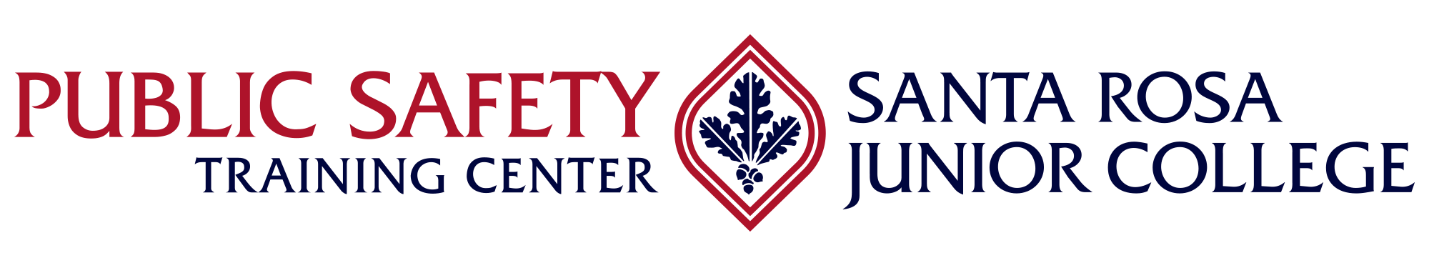 PUBLIC SAFETY
TRAINING CENTER
SANTA ROSA
JUNIOR COLLEGE